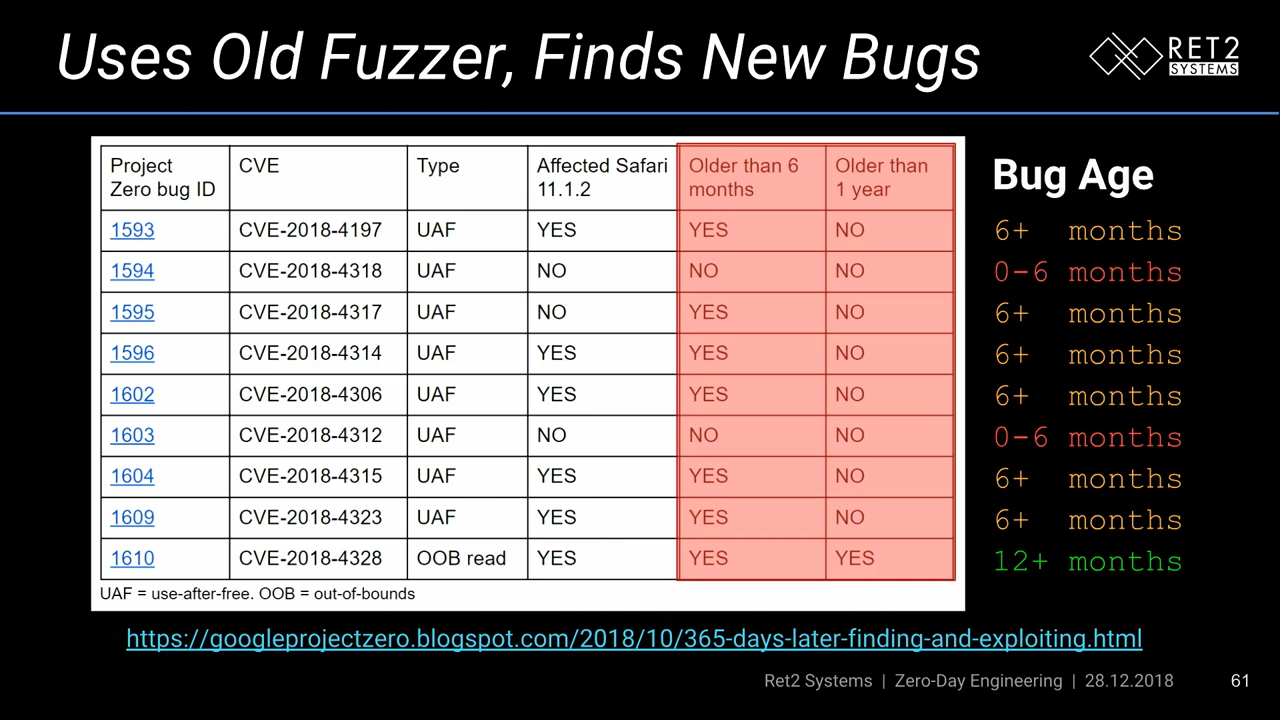 Uses Old Fuzzer, Finds New Bugs
RET2
SYSTEMS
Project Zero bug ID CVE Type Affected Safari 11.1.2 Older than 6 months Older than 1 year
1593 CVE-2018-4197 UAF YES YES NO
1594 CVE-2018-4318 UAF NO NO NO
1595 CVE-2018-4317 UAF NO YES NO
1596 CVE-2018-4314 UAF YES YES NO
1602 CVE-2018-4306 UAF YES YES NO
1603 CVE-2018-4312 UAF NO NO NO
1604 CVE-2018-4315 UAF YES YES NO
1609 CVE-2018-4323 UAF YES YES NO
1610 CVE-2018-4328 OOB read YES YES YES
UAF = use-after-free. OOB = out-of-bounds
Bug Age
6+ months
0-6 months
6+ months
6+ months
6+ months
0-6 months
6+ months
6+ months
12+ months
https://googleprojectzero.blogspot.com/2018/10/365-days-later-finding-and-exploiting.html
Ret2 Systems | Zero-Day Engineering | 28.12.2018 61